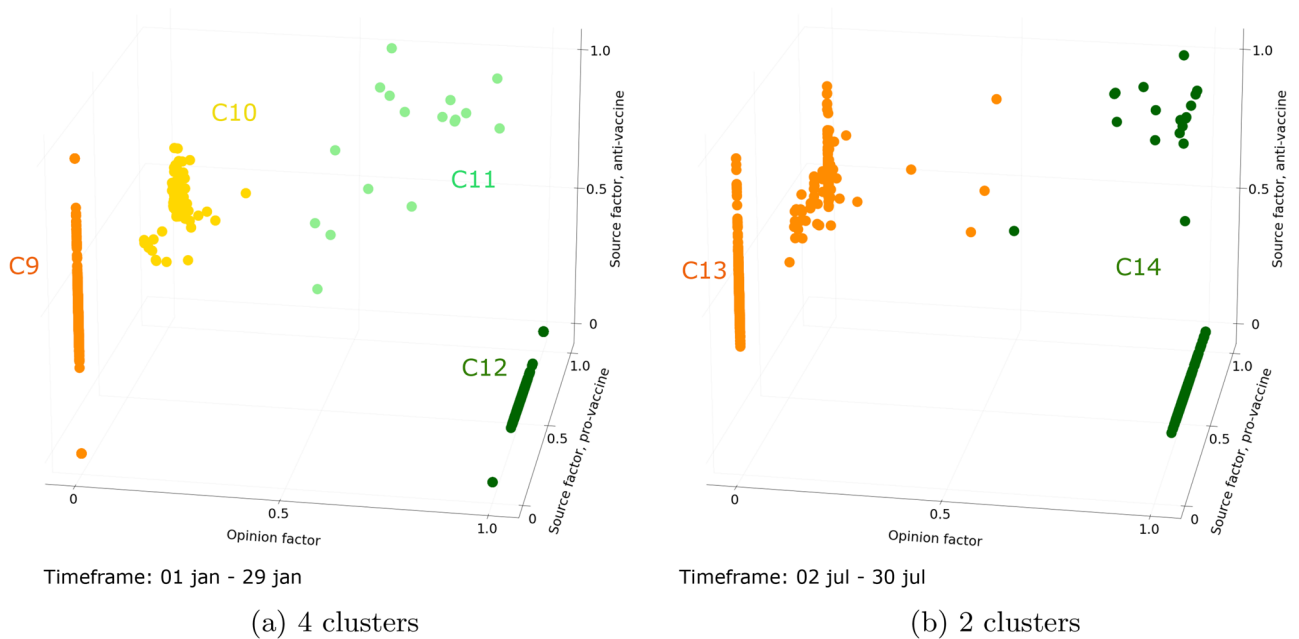 1.0
C10
C11
0.5
Source factor, anti-vaccine
C9
0
C12
1.0
0.5
0
Source factor, pro-vaccine
0
0.5
1.0
Opinion factor
Timeframe: 01 jan - 29 jan
(a) 4 clusters
1.0
0.5
Source factor, anti-vaccine
C13
C14
0
1.0
0.5
0
Source factor, pro-vaccine
0
0.5
1.0
Opinion factor
Timeframe: 02 jul - 30 jul
(b) 2 clusters